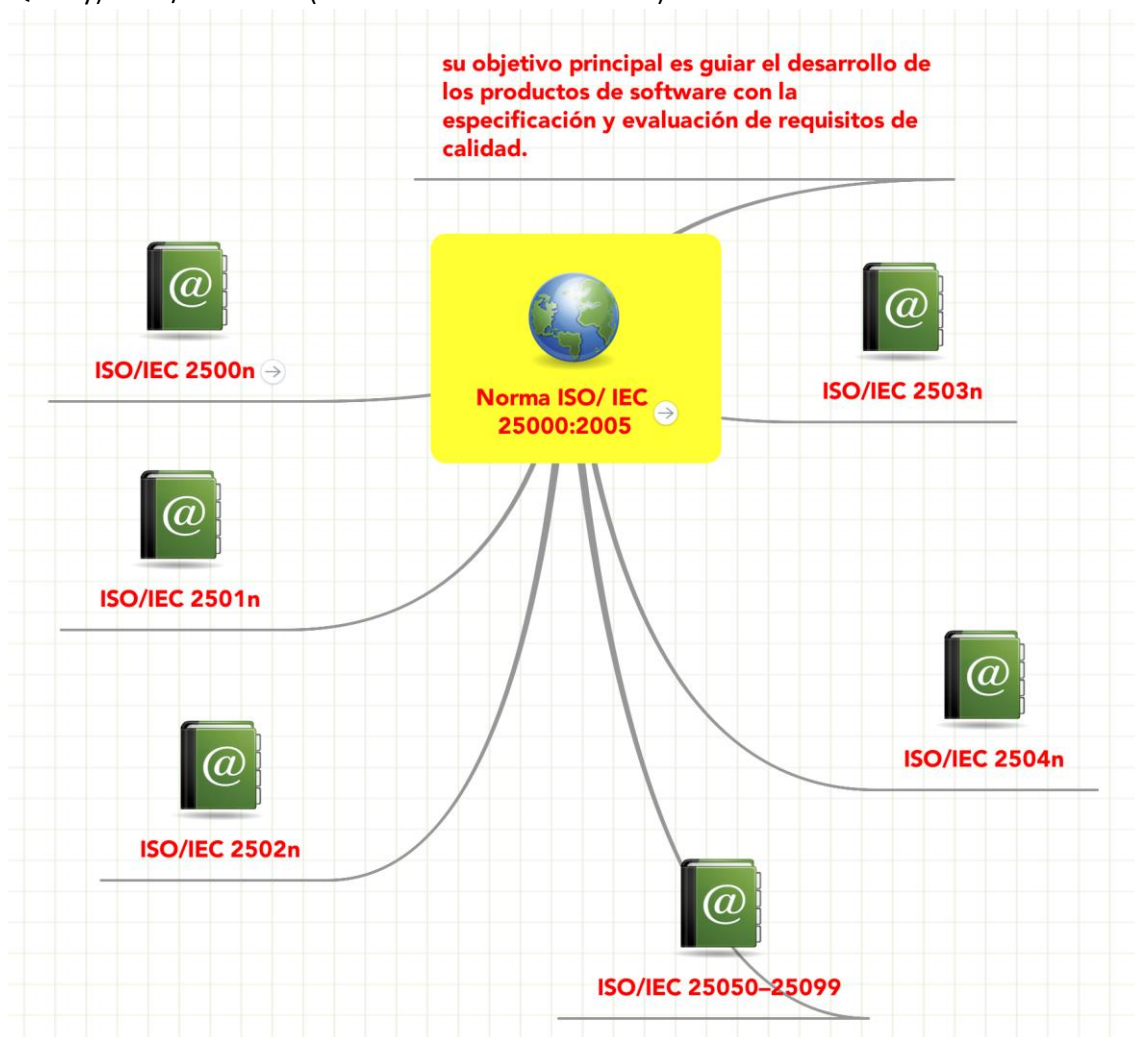 su objetivo principal es guiar el desarrollo de
los productos de software con la
especificación y evaluación de requisitos de
calidad.
@
ISO/IEC 2500n
@
ISO/IEC 2501n
@
ISO/IEC 2502n
Norma ISO/ IEC
25000:2005
@
ISO/IEC 2503n
@
ISO/IEC 2504n
@
ISO/IEC 25050–25099